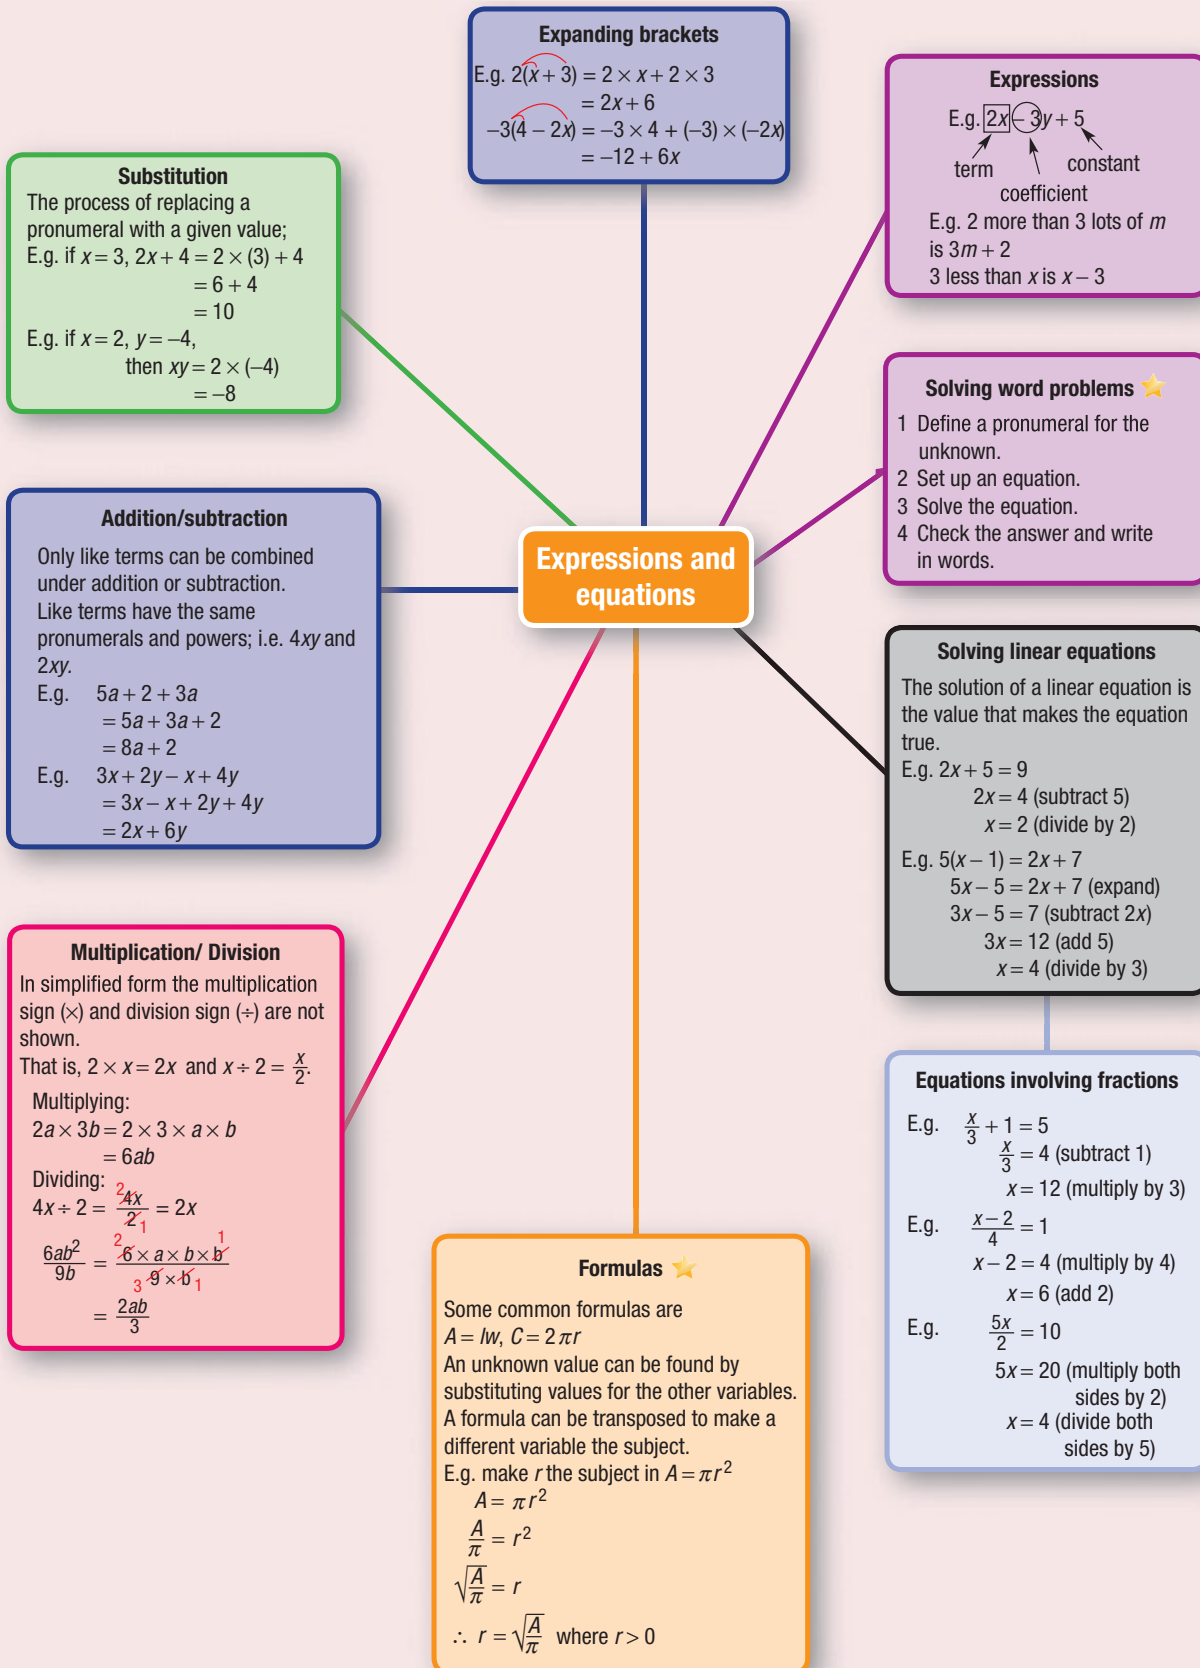 Expanding brackets
E.g. 2(x + 3) = 2 × x + 2 × 3
= 2x + 6
−3(4 − 2x) = −3 × 4 + (−3) × (−2x)
= −12 + 6x
Expressions
E.g. 2x − 3y + 5
term
constant
coefficient
E.g. 2 more than 3 lots of m
is 3m + 2
3 less than x is x − 3
Substitution
The process of replacing a
pronumeral with a given value;
E.g. if x = 3, 2x + 4 = 2 × (3) + 4
= 6 + 4
= 10
E.g. if x = 2, y = −4,
then xy = 2 × (−4)
= −8
Solving word problems
1 Define a pronumeral for the
unknown.
2 Set up an equation.
3 Solve the equation.
4 Check the answer and write
in words.
Addition/subtraction
Only like terms can be combined
under addition or subtraction.
Like terms have the same
pronumerals and powers; i.e. 4xy and
2xy.
E.g. 5a + 2 + 3a
= 5a + 3a + 2
= 8a + 2
E.g. 3x + 2y − x + 4y
= 3x − x + 2y + 4y
= 2x + 6y
Expressions and
equations
Solving linear equations
The solution of a linear equation is
the value that makes the equation
true.
E.g. 2x + 5 = 9
2x = 4 (subtract 5)
x = 2 (divide by 2)
E.g. 5(x − 1) = 2x + 7
5x − 5 = 2x + 7 (expand)
3x − 5 = 7 (subtract 2x)
3x = 12 (add 5)
x = 4 (divide by 3)
Multiplication/ Division
In simplified form the multiplication
sign (×) and division sign (÷) are not
shown.
That is, 2 × x = 2x and x ÷ 2 = x/2.
Multiplying:
2a × 3b = 2 × 3 × a × b
= 6ab
Dividing:
4x ÷ 2 = ²4x/2₁ = 2x
6ab²/9b = ²6 × a × b × b¹/₃9 × b₁
= 2ab/3
Equations involving fractions
E.g. x/3 + 1 = 5
x/3 = 4 (subtract 1)
x = 12 (multiply by 3)
E.g. x − 2/4 = 1
x − 2 = 4 (multiply by 4)
x = 6 (add 2)
E.g. 5x/2 = 10
5x = 20 (multiply both
sides by 2)
x = 4 (divide both
sides by 5)
Formulas
Some common formulas are
A = lw, C = 2πr
An unknown value can be found by
substituting values for the other variables.
A formula can be transposed to make a
different variable the subject.
E.g. make r the subject in A = πr²
A = πr²
A/π = r²
√A/π = r
∴ r = √A/π where r > 0